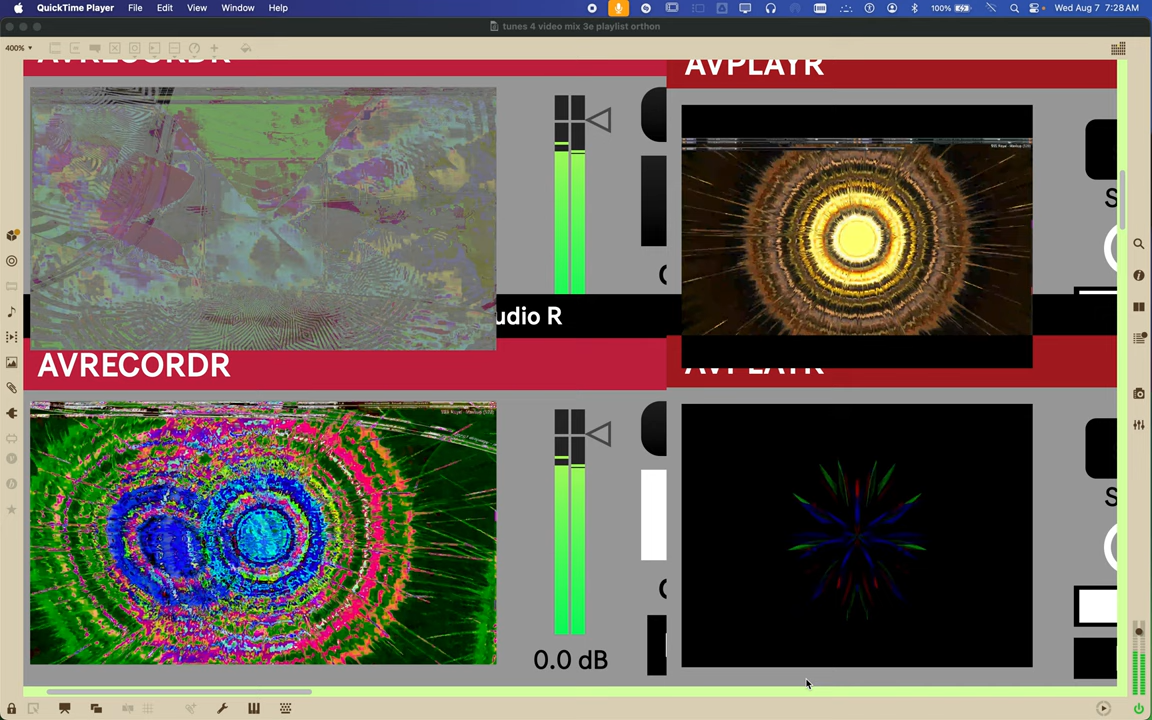 QuickTime Player File Edit View Window Help 100% Wed Aug 7 7:28 AM
tunes 4 video mix 3e playlist orthon
400%
AVRECORDR
AVPLAYR
S
udio R
AVRECORDR
AVPLAYR
S
0.0 dB